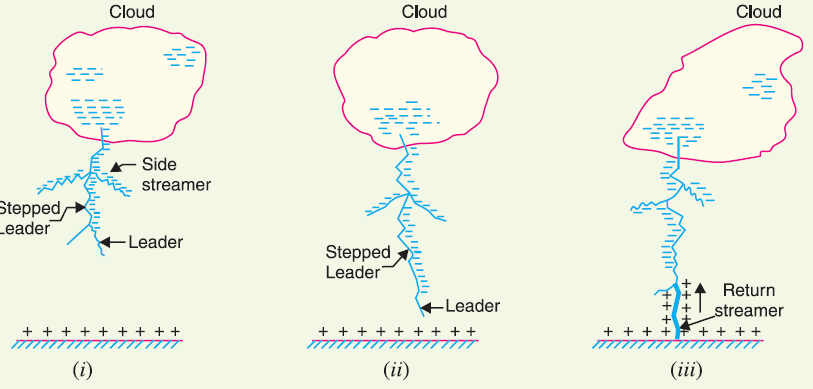 Cloud
Side
streamer
Stepped
Leader
Leader
+ + + + + + + + +
(i)
Cloud
Stepped
Leader
Leader
+ + + + + + + + +
(ii)
Cloud
Return
streamer
(iii)